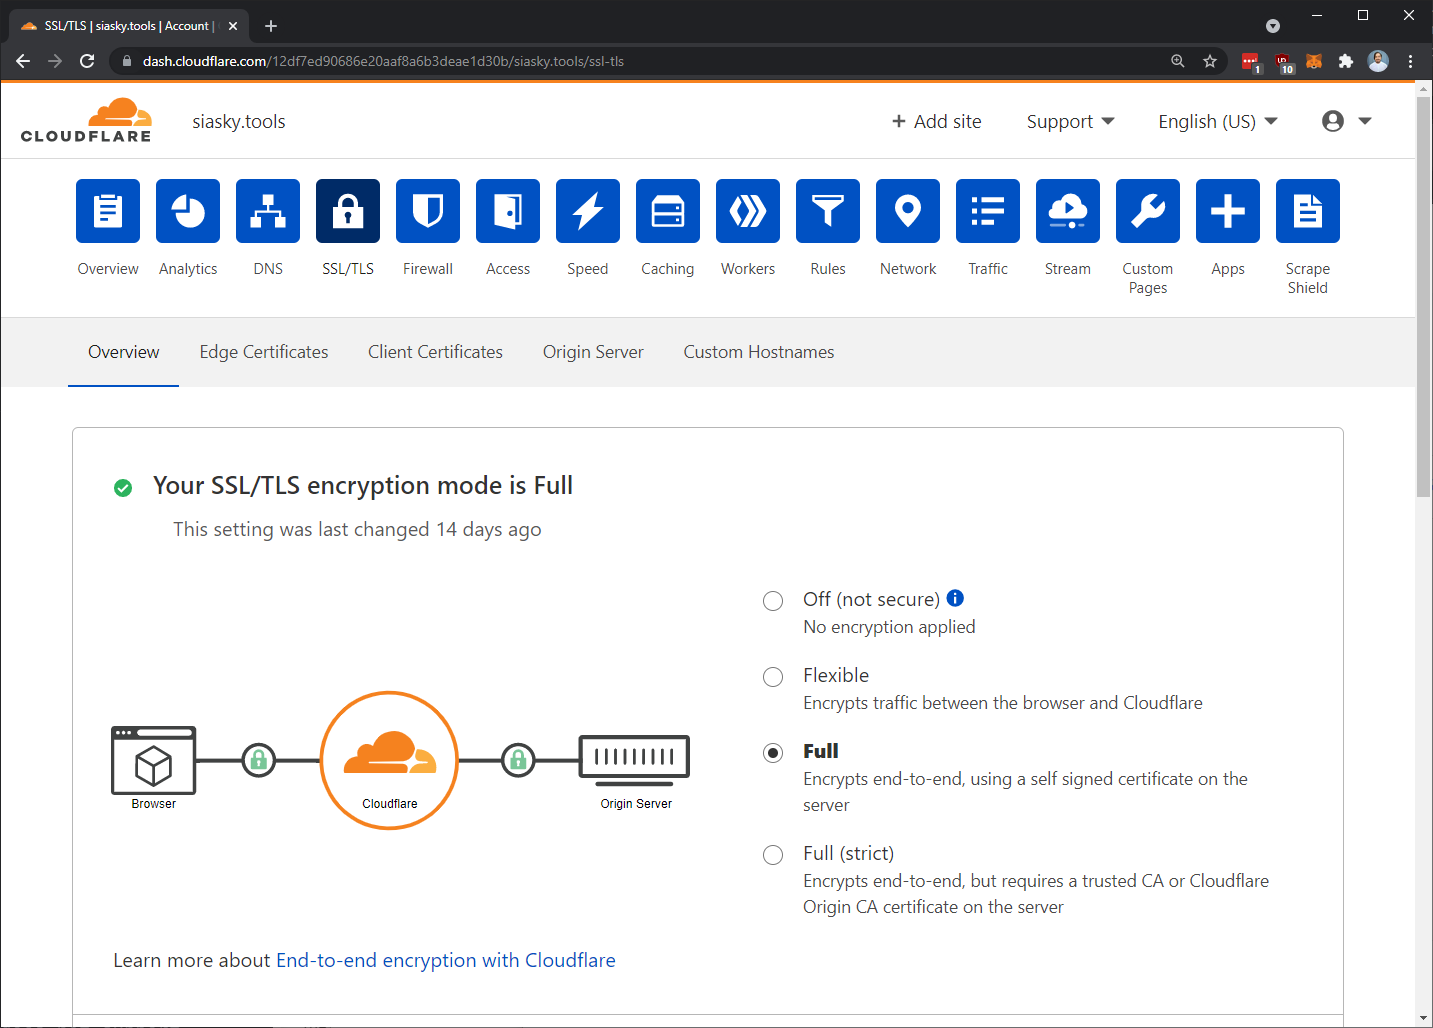 SSL/TLS | siasky.tools | Account |
dash.cloudflare.com/12df7ed90686e20aaf8a6b3deae1d30b/siasky.tools/ssl-tls
1
10
CLOUDFLARE
siasky.tools
+ Add site
Support
English (US)
Overview
Analytics
DNS
SSL/TLS
Firewall
Access
Speed
Caching
Workers
Rules
Network
Traffic
Stream
Custom
Pages
Apps
Scrape
Shield
Overview
Edge Certificates
Client Certificates
Origin Server
Custom Hostnames
Your SSL/TLS encryption mode is Full
This setting was last changed 14 days ago
Browser
Cloudflare
Origin Server
Off (not secure)
No encryption applied
Flexible
Encrypts traffic between the browser and Cloudflare
Full
Encrypts end-to-end, using a self signed certificate on the
server
Full (strict)
Encrypts end-to-end, but requires a trusted CA or Cloudflare
Origin CA certificate on the server
Learn more about End-to-end encryption with Cloudflare